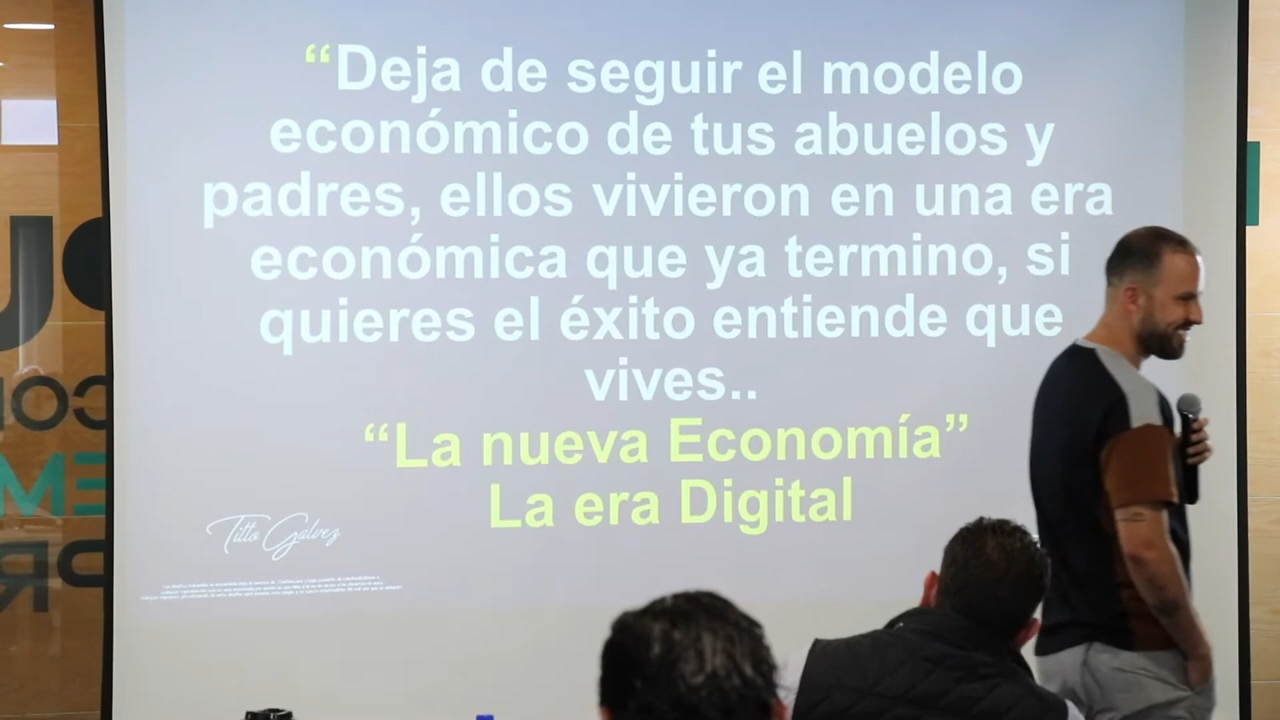 “Deja de seguir el modelo
económico de tus abuelos y
padres, ellos vivieron en una era
económica que ya termino, si
quieres el éxito entiende que
vives..
“La nueva Economía”
La era Digital
Titto Gálvez